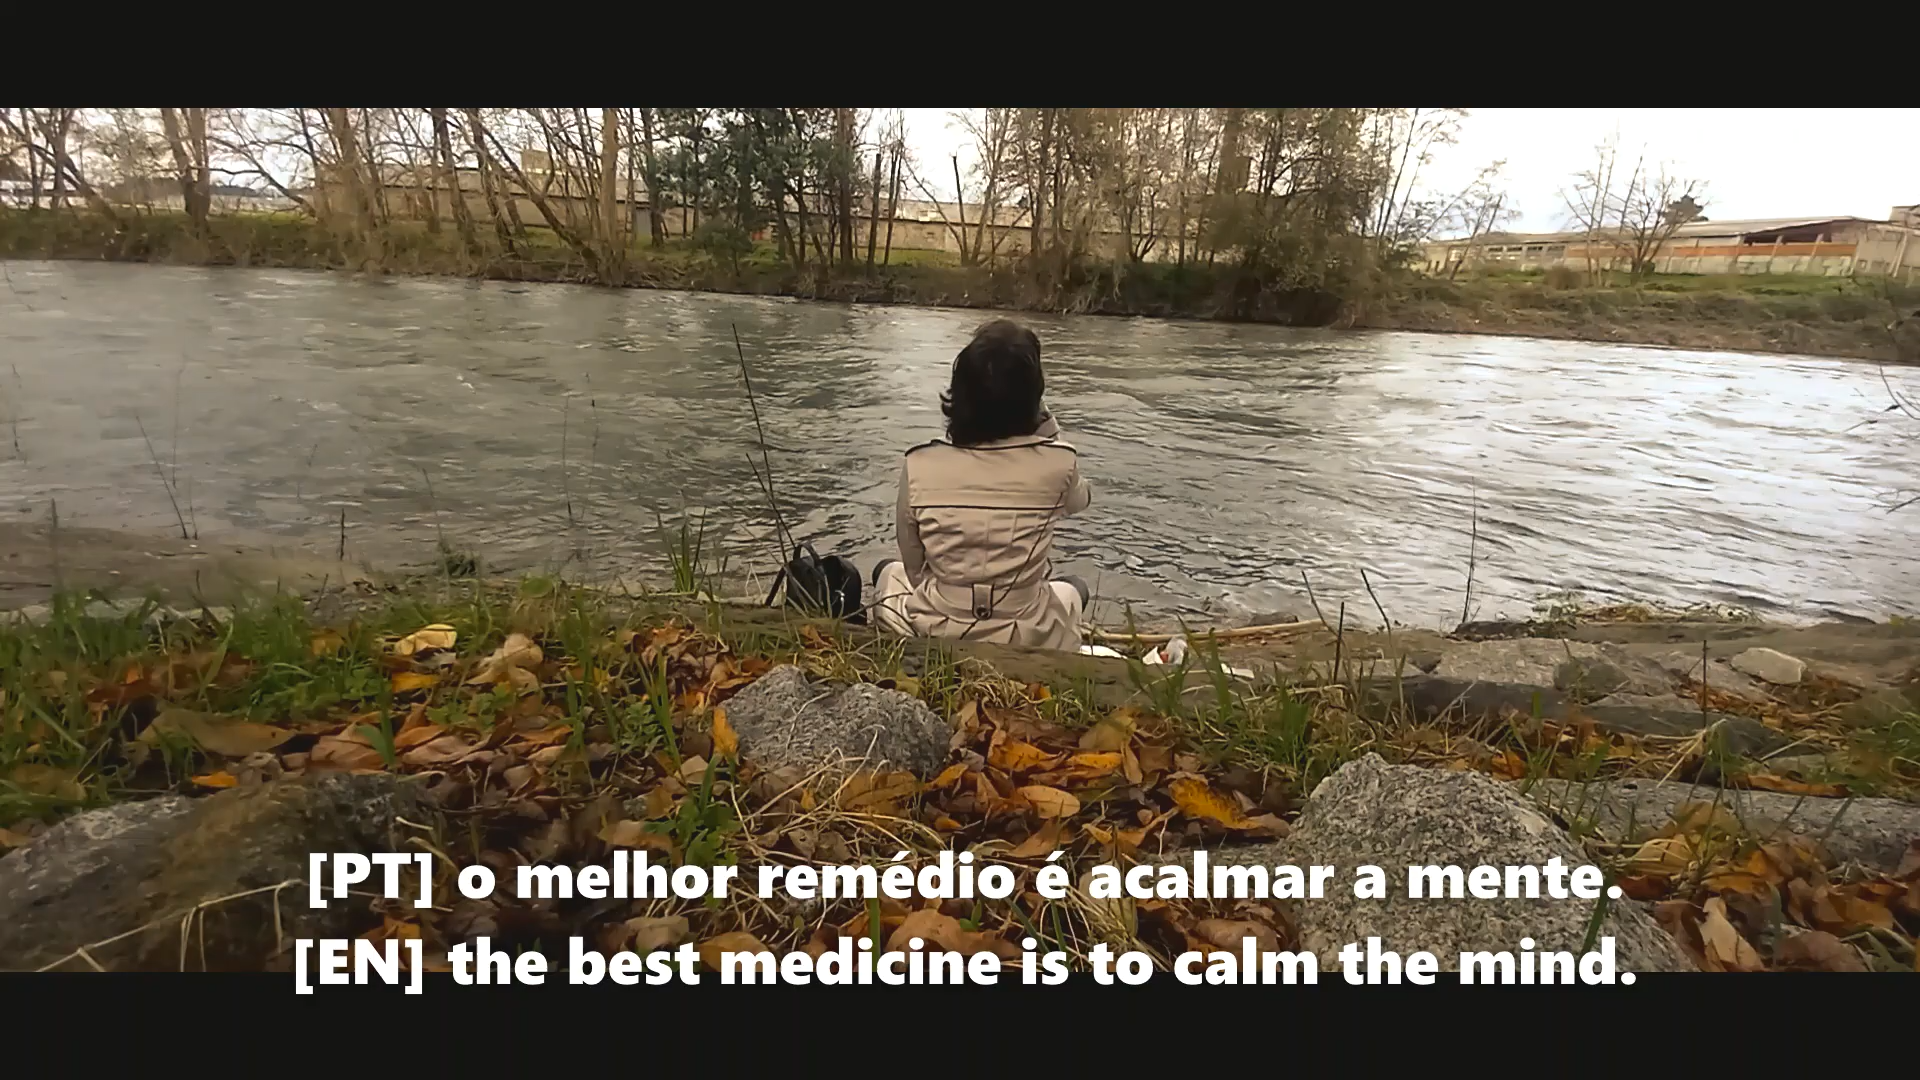 [PT] o melhor remédio é acalmar a mente.
[EN] the best medicine is to calm the mind.